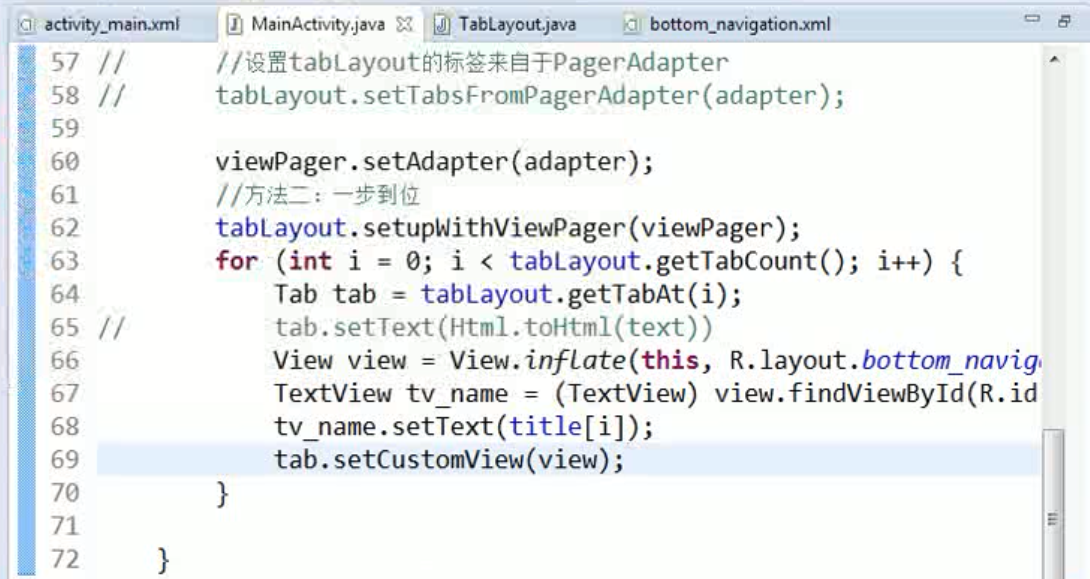 activity_main.xml MainActivity.java TabLayout.java bottom_navigation.xml
57 // //设置tabLayout的标签来自于PagerAdapter
58 // tabLayout.setTabsFromPagerAdapter(adapter);
59
60 viewPager.setAdapter(adapter);
61 //方法二：一步到位
62 tabLayout.setupWithViewPager(viewPager);
63 for (int i = 0; i < tabLayout.getTabCount(); i++) {
64 Tab tab = tabLayout.getTabAt(i);
65 // tab.setText(Html.toHtml(text))
66 View view = View.inflate(this, R.layout.bottom_navig
67 TextView tv_name = (TextView) view.findViewById(R.id
68 tv_name.setText(title[i]);
69 tab.setCustomView(view);
70 }
71
72 }